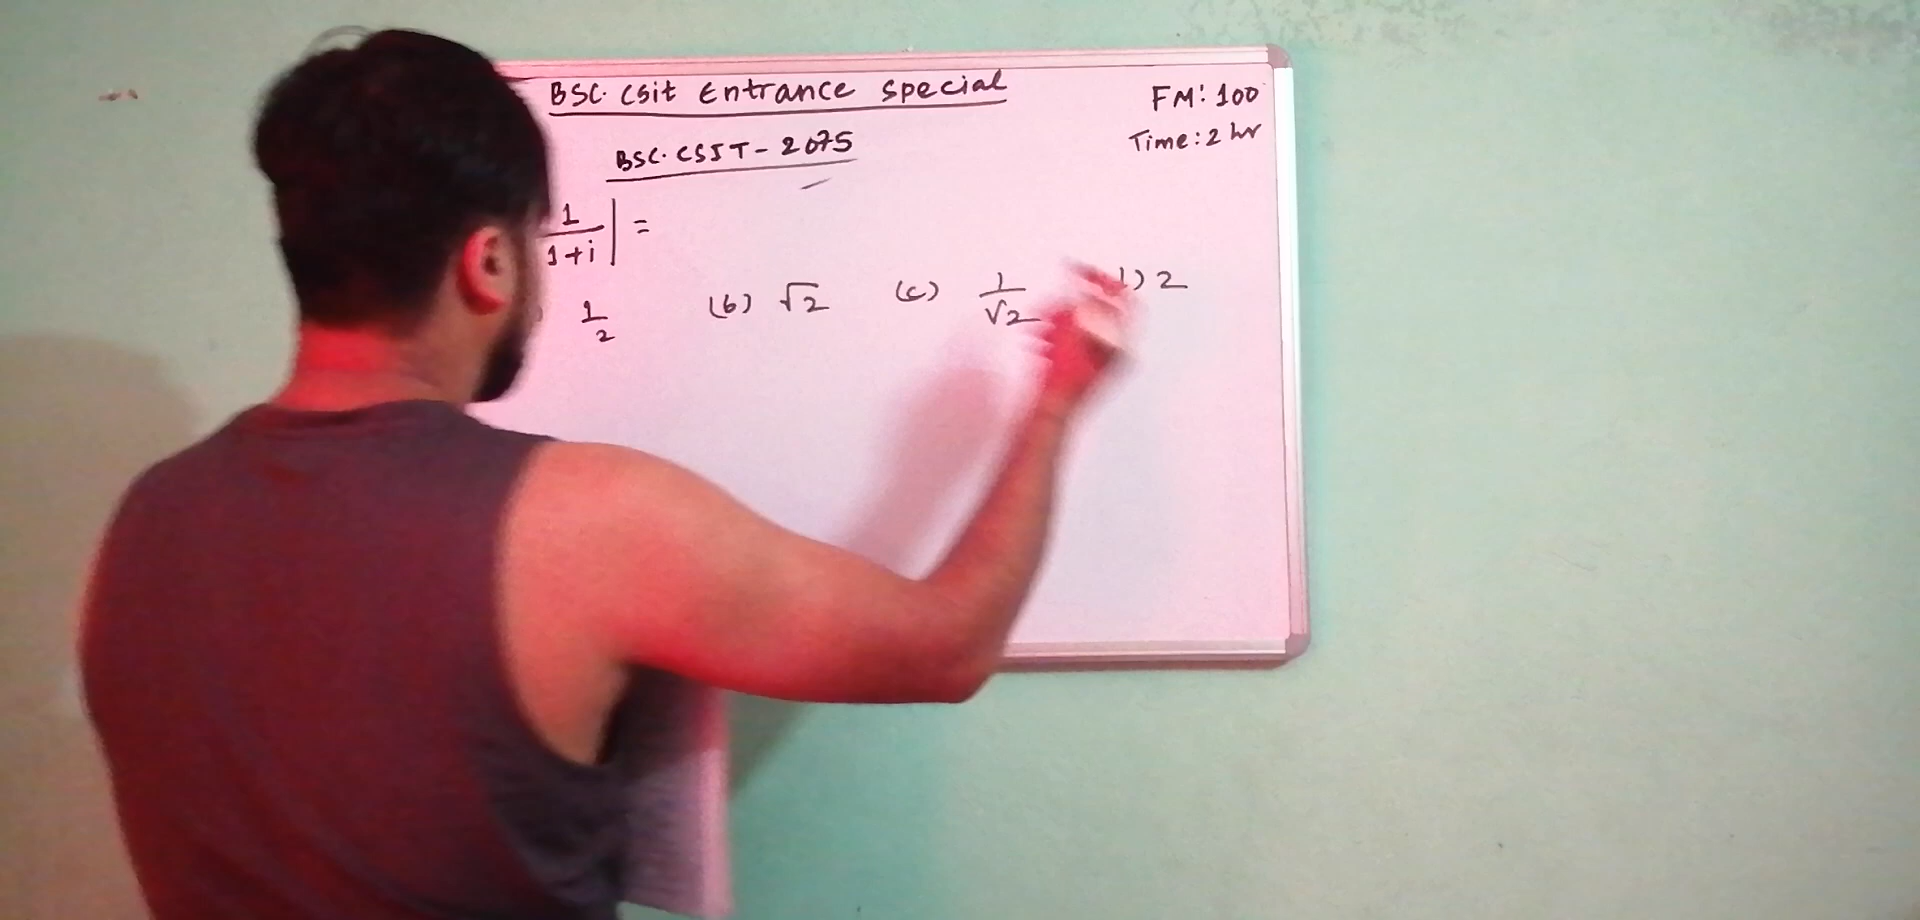 BSC. CSit Entrance special
FM: 100
Time: 2 hr
BSC. CSIT - 2075
1/1+i| =
1/2 (b) √2 (c) 1/√2 ) 2